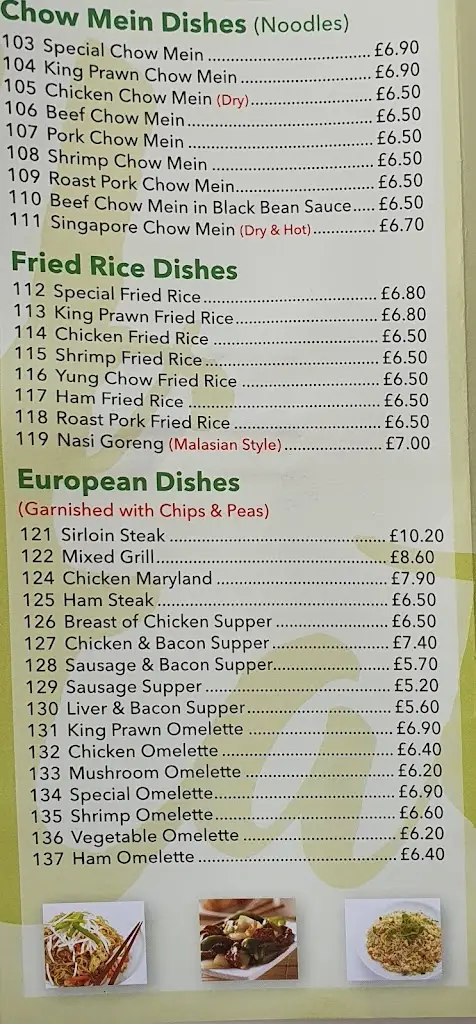 Chow Mein Dishes (Noodles)
103 Special Chow Mein ........ £6.90
104 King Prawn Chow Mein ........ £6.90
105 Chicken Chow Mein (Dry) ........ £6.50
106 Beef Chow Mein ........ £6.50
107 Pork Chow Mein ........ £6.50
108 Shrimp Chow Mein ........ £6.50
109 Roast Pork Chow Mein ........ £6.50
110 Beef Chow Mein in Black Bean Sauce ..... £6.50
111 Singapore Chow Mein (Dry & Hot) ........ £6.70
Fried Rice Dishes
112 Special Fried Rice ........ £6.80
113 King Prawn Fried Rice ........ £6.80
114 Chicken Fried Rice ........ £6.50
115 Shrimp Fried Rice ........ £6.50
116 Yung Chow Fried Rice ........ £6.50
117 Ham Fried Rice ........ £6.50
118 Roast Pork Fried Rice ........ £6.50
119 Nasi Goreng (Malasian Style) ........ £7.00
European Dishes
(Garnished with Chips & Peas)
121 Sirloin Steak ........ £10.20
122 Mixed Grill ........ £8.60
124 Chicken Maryland ........ £7.90
125 Ham Steak ........ £6.50
126 Breast of Chicken Supper ........ £6.50
127 Chicken & Bacon Supper ........ £7.40
128 Sausage & Bacon Supper ........ £5.70
129 Sausage Supper ........ £5.20
130 Liver & Bacon Supper ........ £5.60
131 King Prawn Omelette ........ £6.90
132 Chicken Omelette ........ £6.40
133 Mushroom Omelette ........ £6.20
134 Special Omelette ........ £6.90
135 Shrimp Omelette ........ £6.60
136 Vegetable Omelette ........ £6.20
137 Ham Omelette ........ £6.40